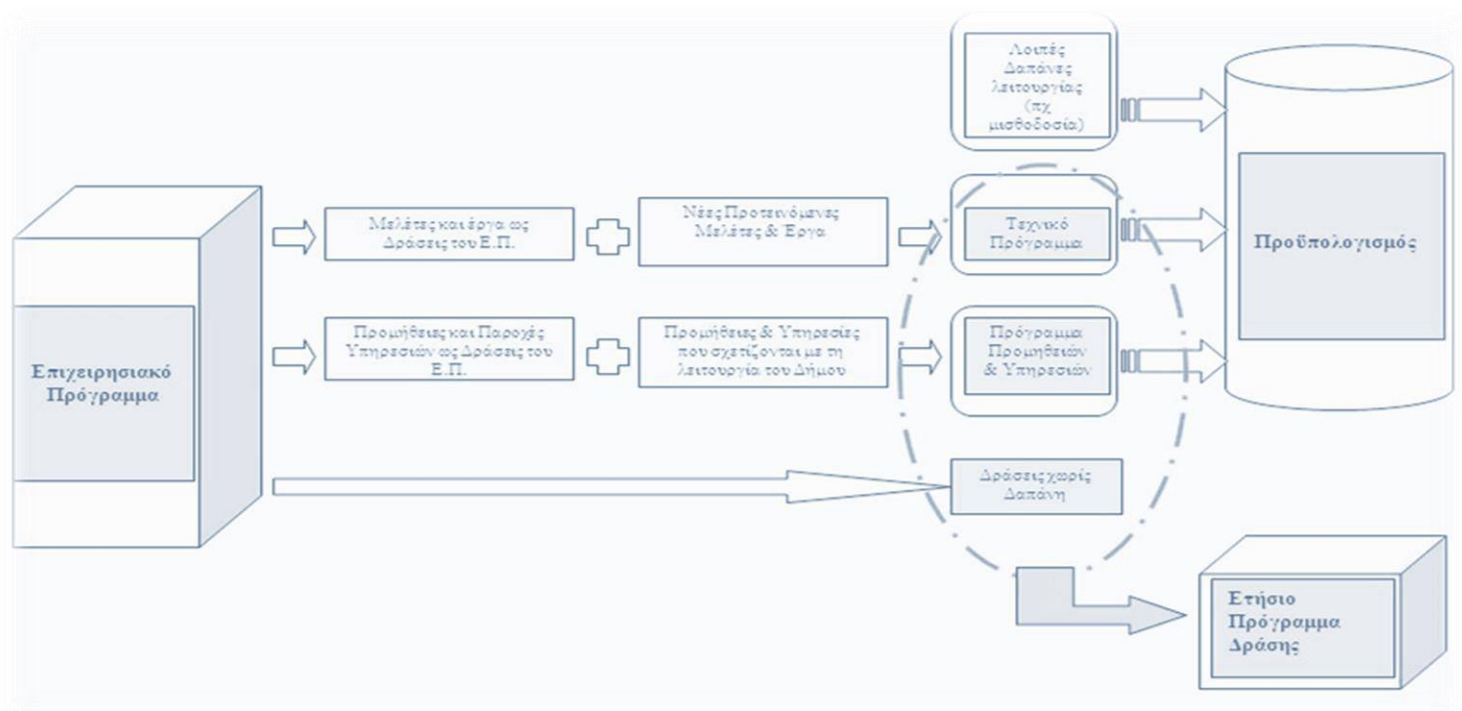 Λοιπές
Δαπάνες
λειτουργίας
(πχ
μισθοδοσία)
Μελέτες και έργα ως
Δράσεις του Ε.Π.
Νέες Προτεινόμενες
Μελέτες & Έργα
Τεχνικό
Πρόγραμμα
Προϋπολογισμός
Επιχειρησιακό
Πρόγραμμα
Προμήθειες και Παροχές
Υπηρεσιών ως Δράσεις του
Ε.Π.
Προμήθειες & Υπηρεσίες
που σχετίζονται με τη
λειτουργία του Δήμου
Πρόγραμμα
Προμηθειών
& Υπηρεσιών
Δράσεις χωρίς
Δαπάνη
Ετήσιο
Πρόγραμμα
Δράσης